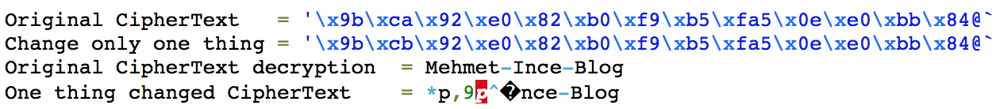 Original CipherText   = '\x9b\xca\x92\xe0\x82\xb0\xf9\xb5\xfa5\x0e\xe0\xbb\x84@`
Change only one thing = '\x9b\xcb\x92\xe0\x82\xb0\xf9\xb5\xfa5\x0e\xe0\xbb\x84@`
Original CipherText decryption  = Mehmet-Ince-Blog
One thing changed CipherText    = *p,9p^�nce-Blog